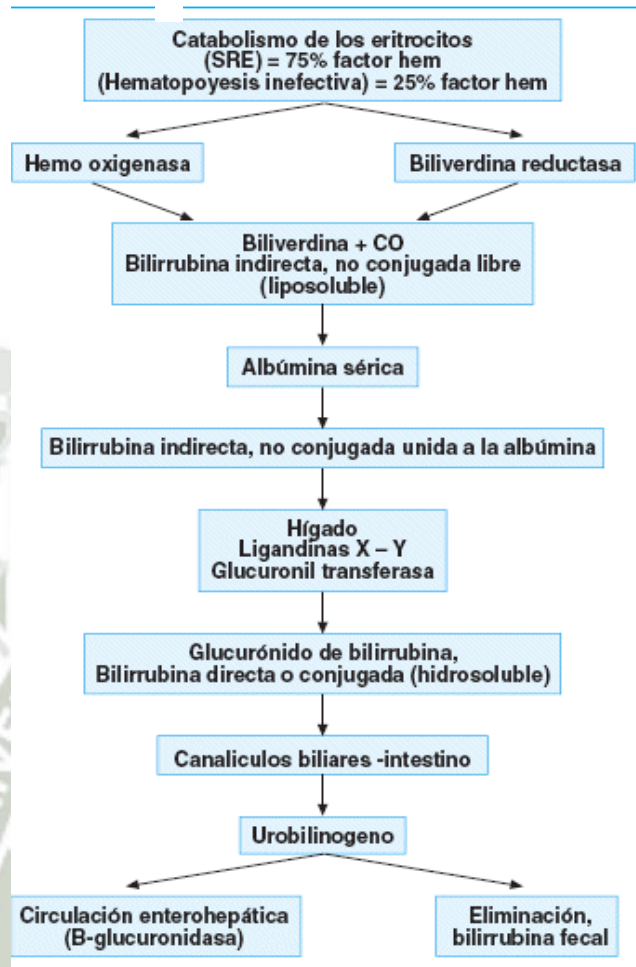 Catabolismo de los eritrocitos
(SRE) = 75% factor hem
(Hematopoyesis inefectiva) = 25% factor hem
Hemo oxigenasa
Biliverdina reductasa
Biliverdina + CO
Bilirrubina indirecta, no conjugada libre
(liposoluble)
Albúmina sérica
Bilirrubina indirecta, no conjugada unida a la albúmina
Hígado
Ligandinas X – Y
Glucuronil transferasa
Glucurónido de bilirrubina,
Bilirrubina directa o conjugada (hidrosoluble)
Canaliculos biliares -intestino
Urobilinogeno
Circulación enterohepática
(B-glucuronidasa)
Eliminación,
bilirrubina fecal